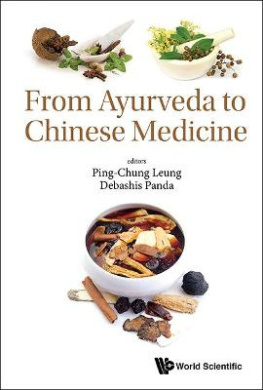 From Ayurveda to
Chinese Medicine
editors
Ping-Chung Leung
Debashis Panda
World Scientific